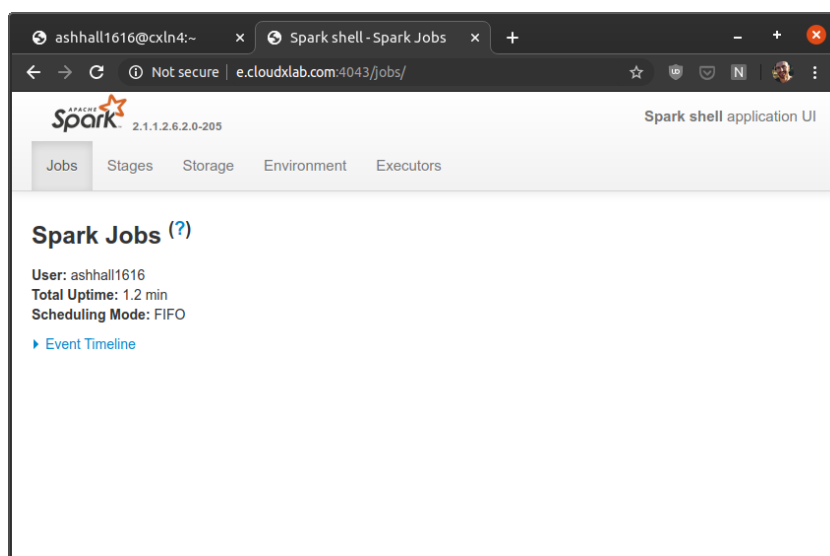 ashhall1616@cxln4:~
Spark shell - Spark Jobs
Not secure | e.cloudxlab.com:4043/jobs/
N
APACHE
Spark 2.1.1.2.6.2.0-205
Spark shell application UI
Jobs Stages Storage Environment Executors
Spark Jobs (?)
User: ashhall1616
Total Uptime: 1.2 min
Scheduling Mode: FIFO
Event Timeline